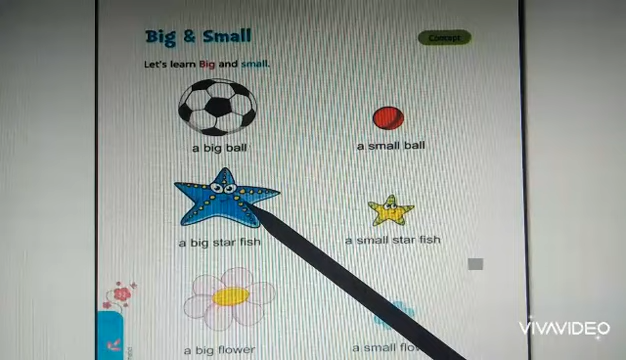 Big & Small
Concept
Let's learn Big and small.
a big ball
a small ball
a big star fish
a small star fish
a big flower
a small
VIVAVIDEO